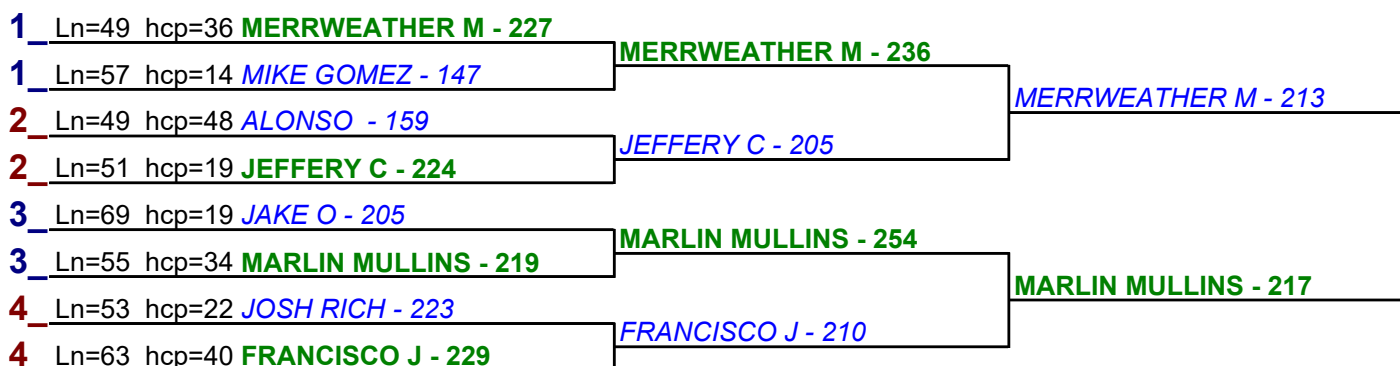 1_ Ln=49 hcp=36 MERRWEATHER M - 227
MERRWEATHER M - 236
1_ Ln=57 hcp=14 MIKE GOMEZ - 147
MERRWEATHER M - 213
2_ Ln=49 hcp=48 ALONSO - 159
JEFFERY C - 205
2_ Ln=51 hcp=19 JEFFERY C - 224
3_ Ln=69 hcp=19 JAKE O - 205
MARLIN MULLINS - 254
3_ Ln=55 hcp=34 MARLIN MULLINS - 219
MARLIN MULLINS - 217
4_ Ln=53 hcp=22 JOSH RICH - 223
FRANCISCO J - 210
4 Ln=63 hcp=40 FRANCISCO J - 229